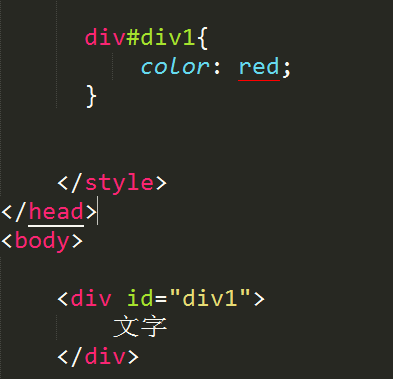 div#div1{
color: red;
}
</style>
</head>
<body>
<div id="div1">
文字
</div>